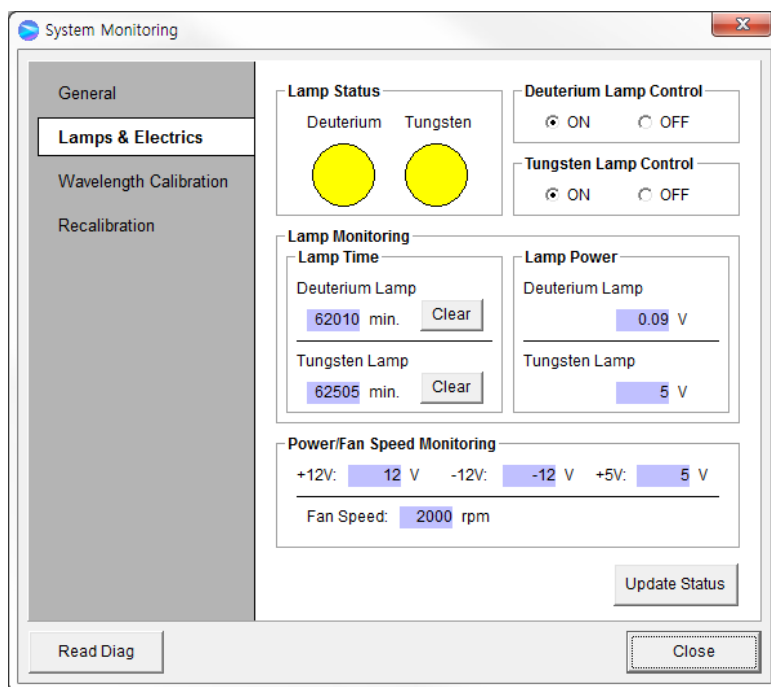 System Monitoring
General
Lamps & Electrics
Wavelength Calibration
Recalibration
Lamp Status
Deuterium Tungsten
Deuterium Lamp Control
ON OFF
Tungsten Lamp Control
ON OFF
Lamp Monitoring
Lamp Time
Deuterium Lamp
62010 min. Clear
Tungsten Lamp
62505 min. Clear
Lamp Power
Deuterium Lamp
0.09 V
Tungsten Lamp
5 V
Power/Fan Speed Monitoring
+12V: 12 V -12V: -12 V +5V: 5 V
Fan Speed: 2000 rpm
Update Status
Read Diag Close